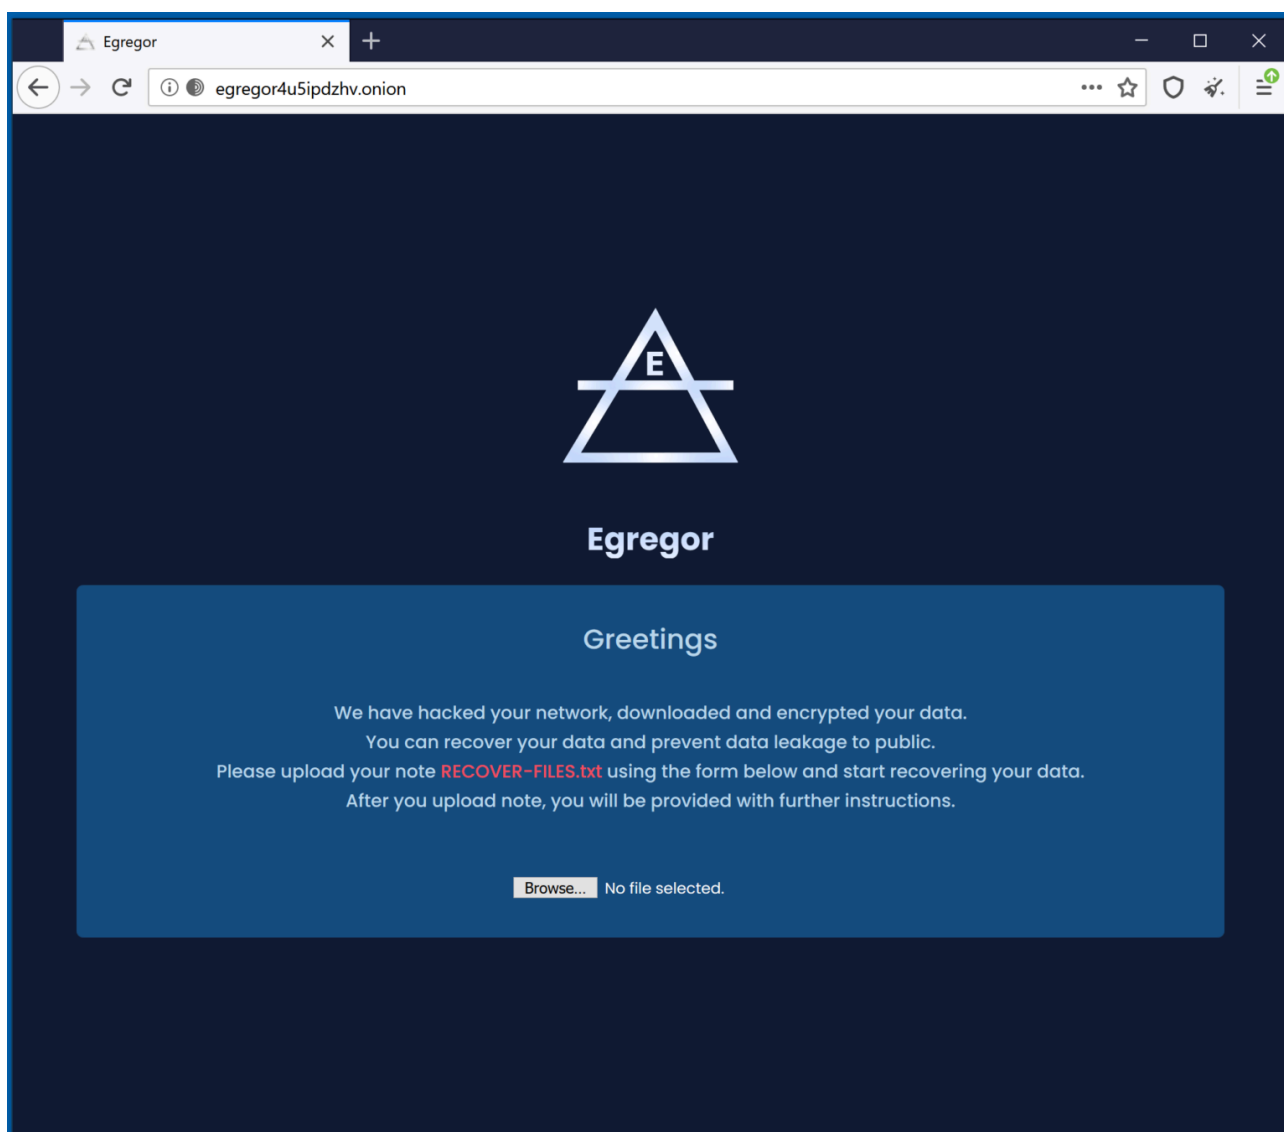 Egregor
egregor4u5ipdzhv.onion
E
Egregor
Greetings
We have hacked your network, downloaded and encrypted your data.
You can recover your data and prevent data leakage to public.
Please upload your note RECOVER-FILES.txt using the form below and start recovering your data.
After you upload note, you will be provided with further instructions.
Browse... No file selected.